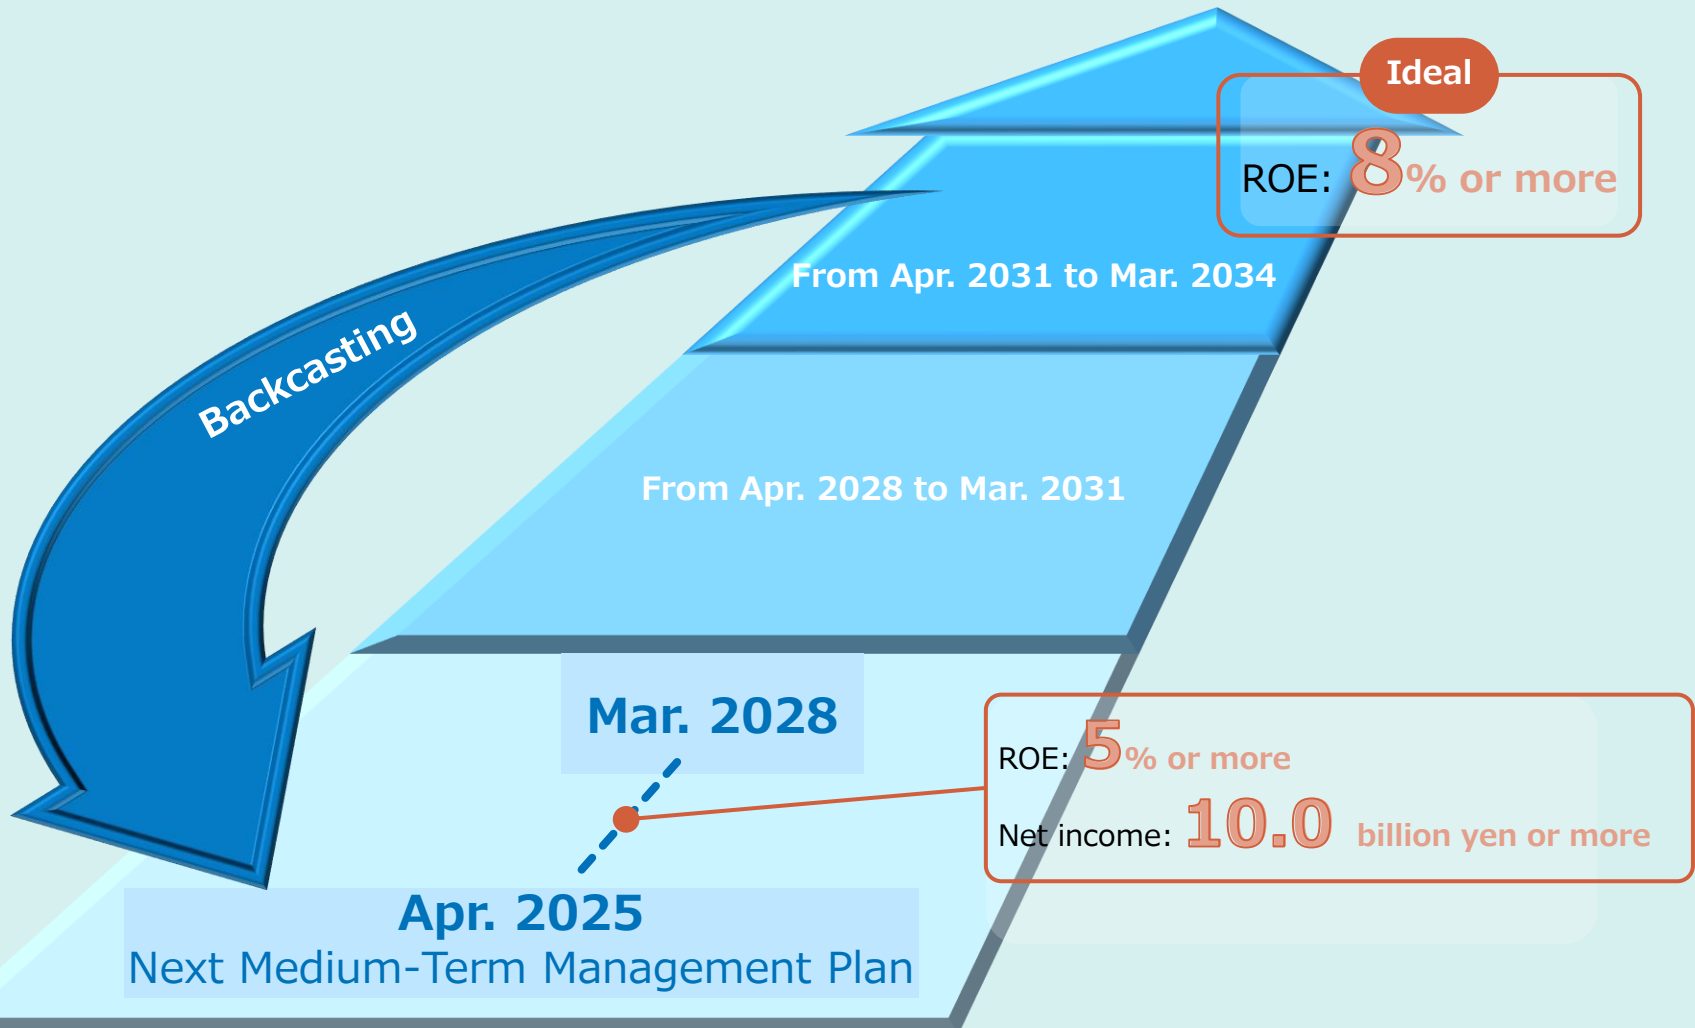 Ideal
ROE: 8% or more
From Apr. 2031 to Mar. 2034
Backcasting
From Apr. 2028 to Mar. 2031
Mar. 2028
ROE: 5% or more
Net income: 10.0 billion yen or more
Apr. 2025
Next Medium-Term Management Plan